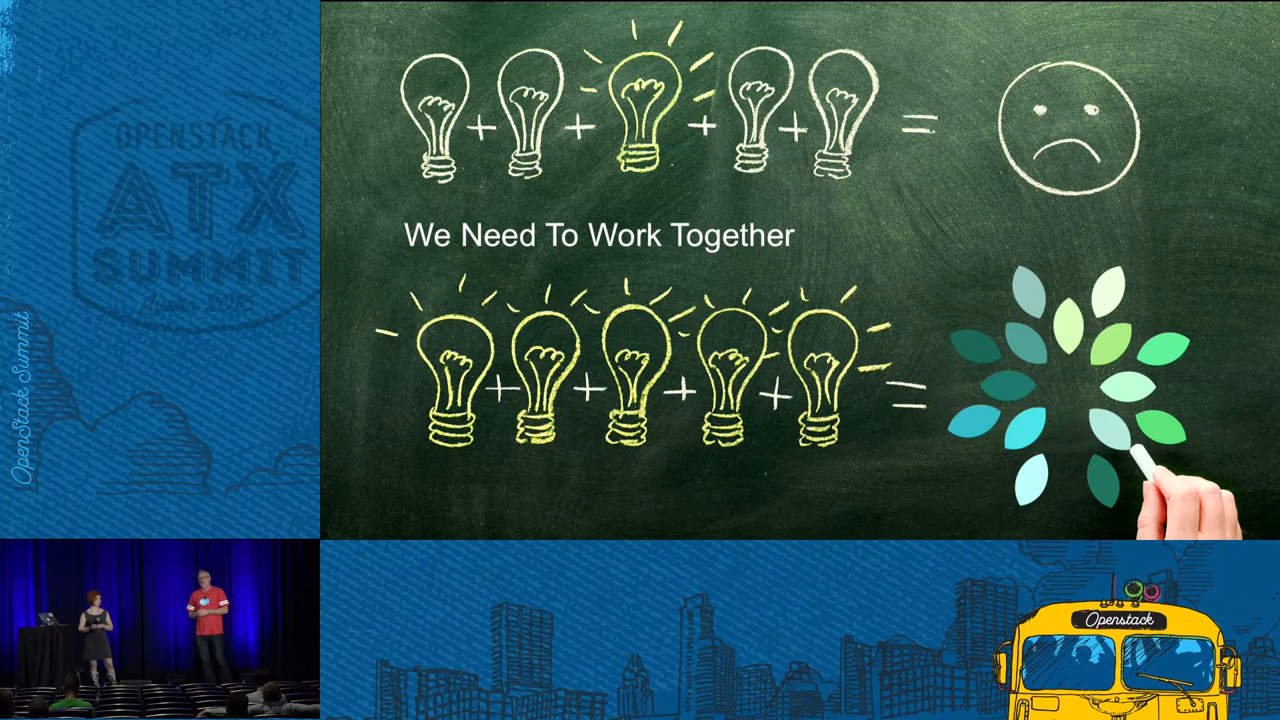 OPENSTACK
ATX
SUMMIT
OpenStack Summit
We Need To Work Together
Openstack